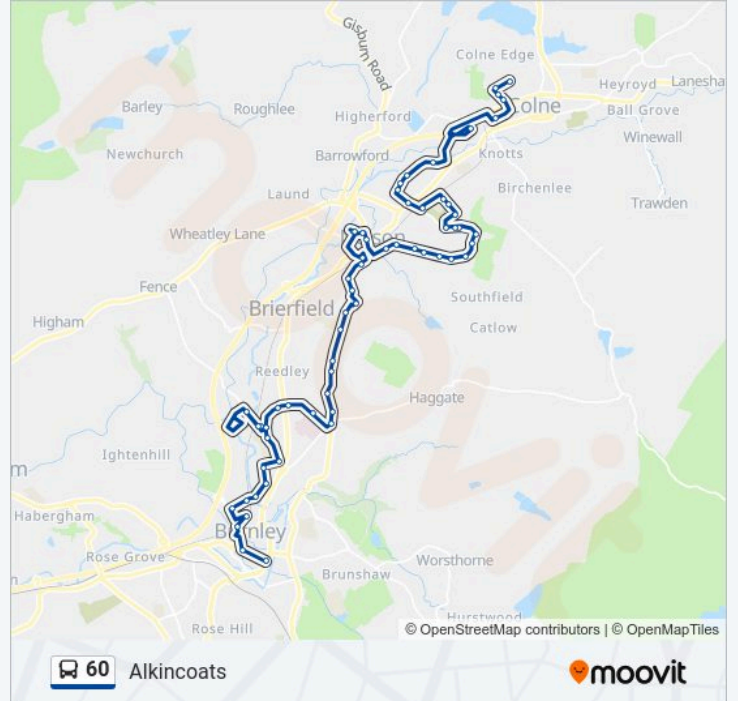 Gisburn Road
Colne Edge
Heyroyd
Lanesha
Barley
Roughlee
Higherford
Colne
Ball Grove
Winewall
Newchurch
Barrowford
Knotts
Birchenlee
Laund
Trawden
Wheatley Lane
son
Fence
Southfield
Brierfield
Higham
Catlow
Reedley
Haggate
Ightenhill
m
Habergham
Burnley
Rose Grove
Worsthorne
Brunshaw
Hurstwood
Rose Hill
© OpenStreetMap contributors | © OpenMapTiles
60 Alkincoats
moovit